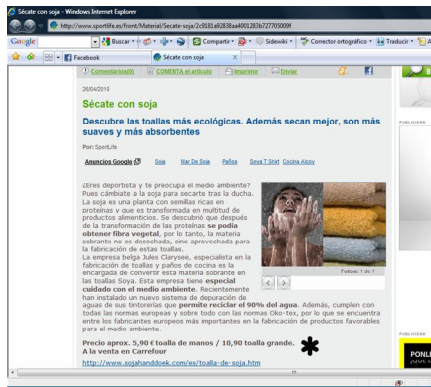 Sécate con soja - Windows Internet Explorer
http://www.sportlife.es/front/Material/Secate-soja/2c9181a92838aa4001283b727705009f
Google Buscar Compartir Sidewiki Corrector ortográfico Traducir
Facebook Sécate con soja X
Comentarios(0) COMENTA el artículo Imprimir Enviar
26/04/2010
Sécate con soja
Descubre las toallas más ecológicas. Además secan mejor, son más
suaves y más absorbentes
Por: SportLife
Anuncios Google Soja Mar De Soja Paños Soya T Shirt Cocina Alcoy
¿Eres deportista y te preocupa el medio ambiente?
Pues cámbiate a la soja para secarte tras la ducha.
La soja es una planta con semillas ricas en
proteínas y que es transformada en multitud de
productos alimenticios. Se descubrió que después
de la transformación de las proteínas se podía
obtener fibra vegetal, por lo tanto, la materia
sobrante no es desechada, sino aprovechada para
la fabricación de estas toallas.
La empresa belga Jules Clarysee, especialista en la
fabricación de toallas y paños de cocina es la
encargada de convertir esta materia sobrante en
las toallas Soya. Esta empresa tiene especial
cuidado con el medio ambiente. Recientemente
han instalado un nuevo sistema de depuración de
aguas de sus tintorerías que permite reciclar el 90% del agua. Además, cumplen con
todas las normas europeas y sobre todo con las normas Oko-tex, por lo que se encuentra
entre los fabricantes europeos más importantes en la fabricación de productos favorables
para el medio ambiente.
Fotos: 1 de 1
Precio aprox. 5,90 € toalla de manos / 10,90 toalla grande.
A la venta en Carrefour
http://www.sojahanddoek.com/es/toalla-de-soja.htm
PUBLICIDAD
PUBLICIDAD
PONLE